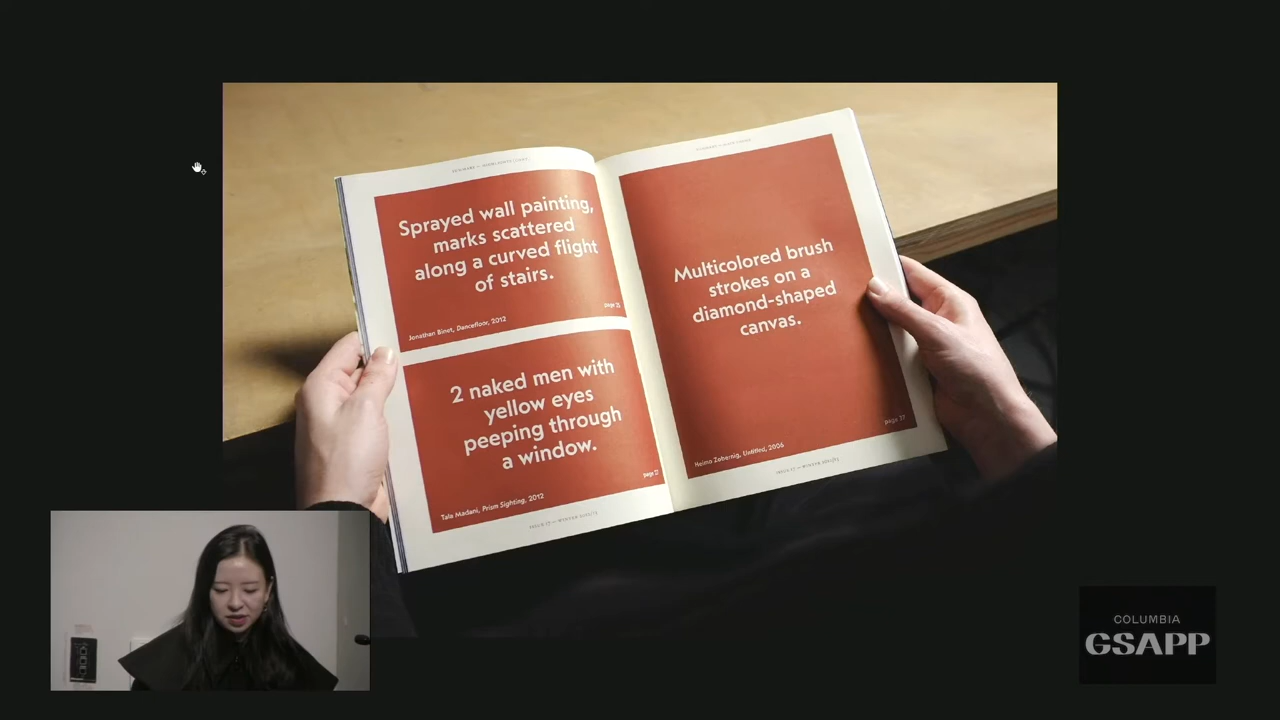 Sprayed wall painting,
marks scattered
along a curved flight
of stairs.
Jonathan Binet, Dancefloor, 2012
page 25
2 naked men with
yellow eyes
peeping through
a window.
Tala Madani, Prism Sighting, 2012
Multicolored brush
strokes on a
diamond-shaped
canvas.
Heimo Zobernig, Untitled, 2006
COLUMBIA
GSAPP